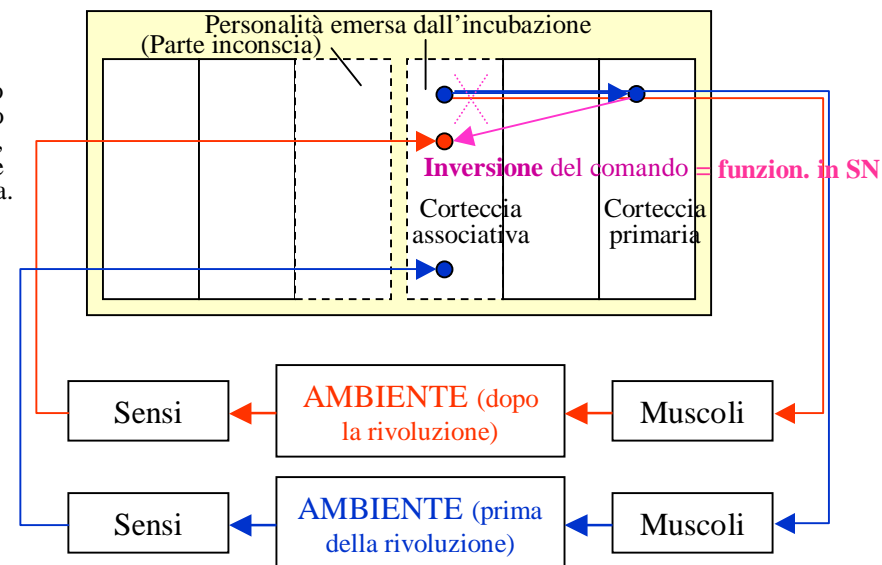 Personalità emersa dall'incubazione
(Parte inconscia)
o
o
,
e
a.
Inversione del comando = funzion. in SN
Corteccia
associativa
Corteccia
primaria
Sensi
AMBIENTE (dopo
la rivoluzione)
Muscoli
Sensi
AMBIENTE (prima
della rivoluzione)
Muscoli